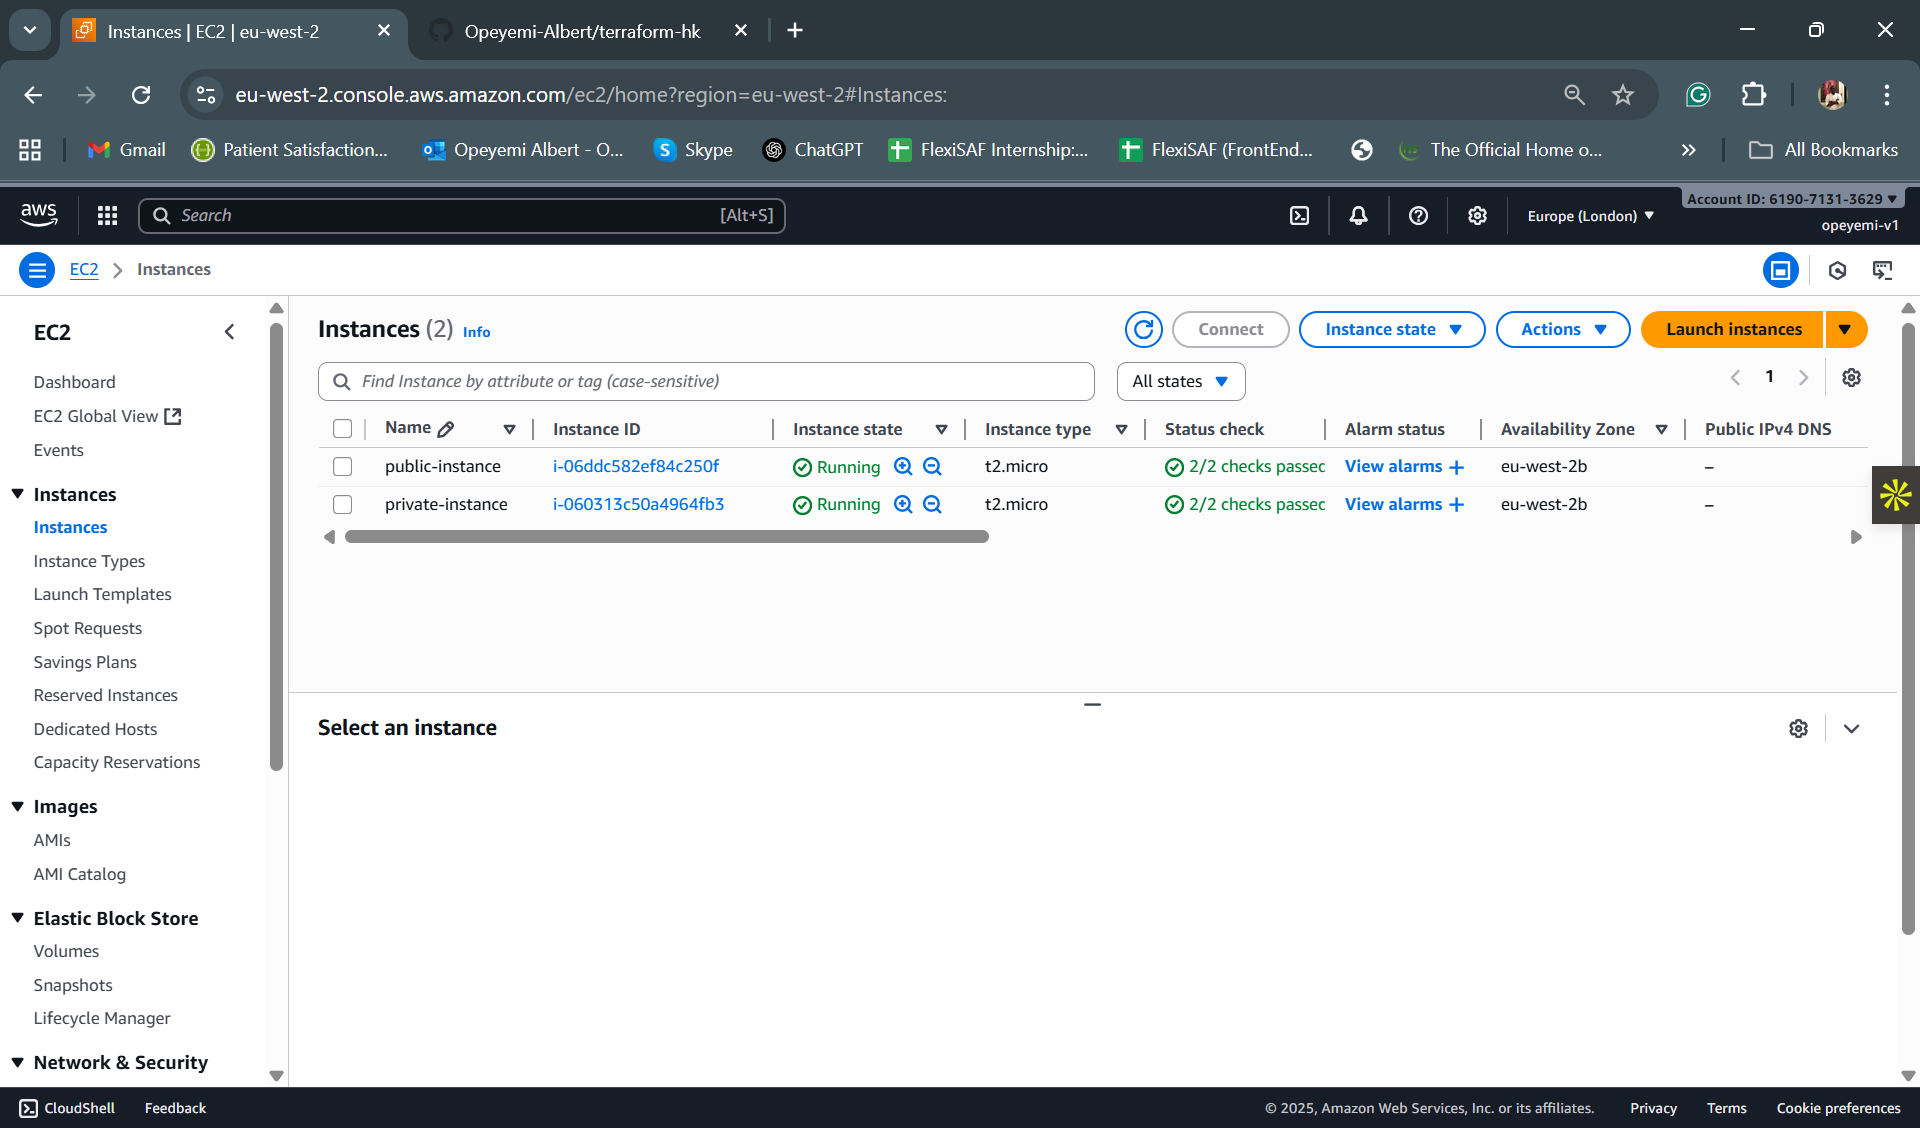 Instances | EC2 | eu-west-2
Opeyemi-Albert/terraform-hk
eu-west-2.console.aws.amazon.com/ec2/home?region=eu-west-2#Instances:
Gmail
Patient Satisfaction...
Opeyemi Albert - O...
Skype
ChatGPT
FlexiSAF Internship:...
FlexiSAF (FrontEnd...
The Official Home o...
All Bookmarks
aws
Search
[Alt+S]
Europe (London)
Account ID: 6190-7131-3629
opeyemi-v1
EC2
Instances
EC2
Dashboard
EC2 Global View
Events
Instances
Instances
Instance Types
Launch Templates
Spot Requests
Savings Plans
Reserved Instances
Dedicated Hosts
Capacity Reservations
Images
AMIs
AMI Catalog
Elastic Block Store
Volumes
Snapshots
Lifecycle Manager
Network & Security
Instances (2) Info
Connect
Instance state
Actions
Launch instances
Find Instance by attribute or tag (case-sensitive)
All states
1
Name Instance ID Instance state Instance type Status check Alarm status Availability Zone Public IPv4 DNS
public-instance i-06ddc582ef84c250f Running t2.micro 2/2 checks passed View alarms + eu-west-2b –
private-instance i-060313c50a4964fb3 Running t2.micro 2/2 checks passed View alarms + eu-west-2b –
Select an instance
CloudShell
Feedback
© 2025, Amazon Web Services, Inc. or its affiliates.
Privacy
Terms
Cookie preferences